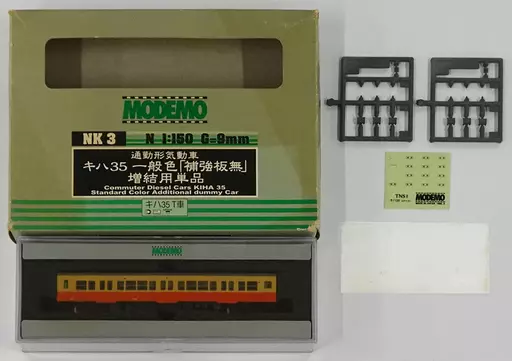 MODEMO
NK 3 N 1:150 G=9mm
通勤形気動車
キハ35 一般色「補強板無」
増結用単品
Commuter Diesel Cars KIHA 35
Standard Color Additional dummy Car
キハ35 T車
TN51
MODEMO